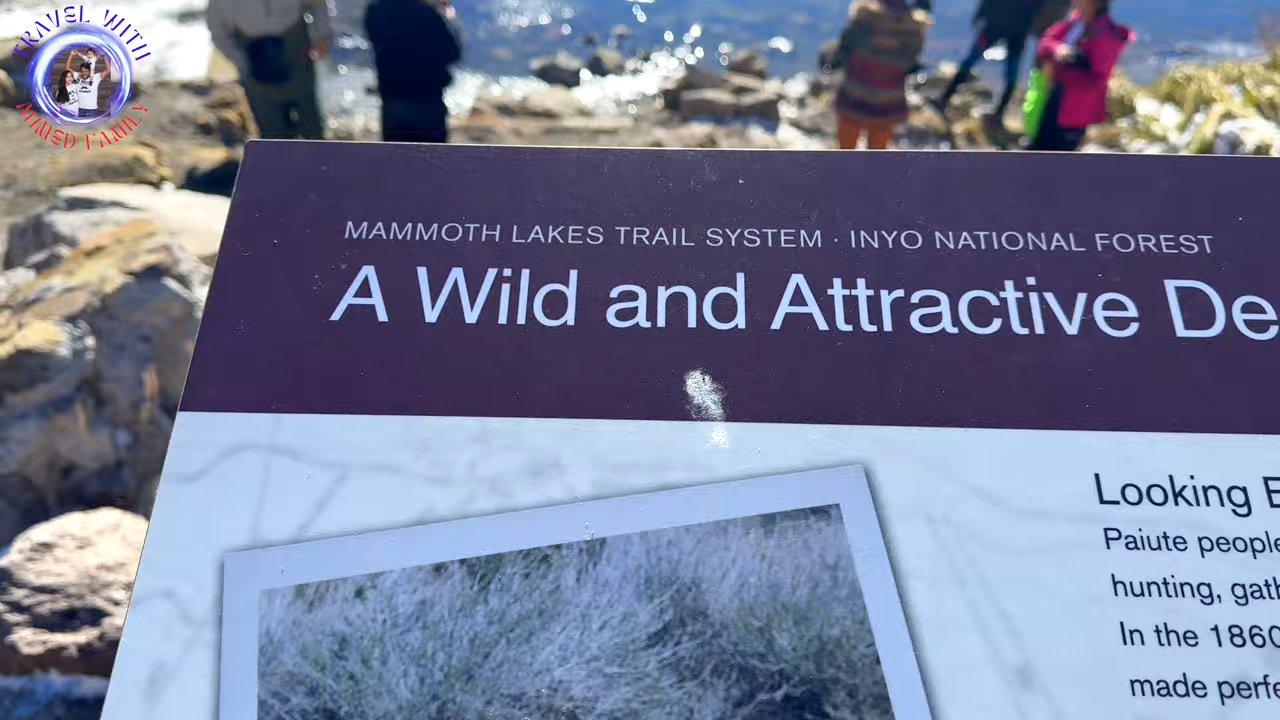 TRAVEL WITH
MIMED FAMILY
MAMMOTH LAKES TRAIL SYSTEM · INYO NATIONAL FOREST
A Wild and Attractive De
Looking E
Paiute people
hunting, gath
In the 1860
made perfe